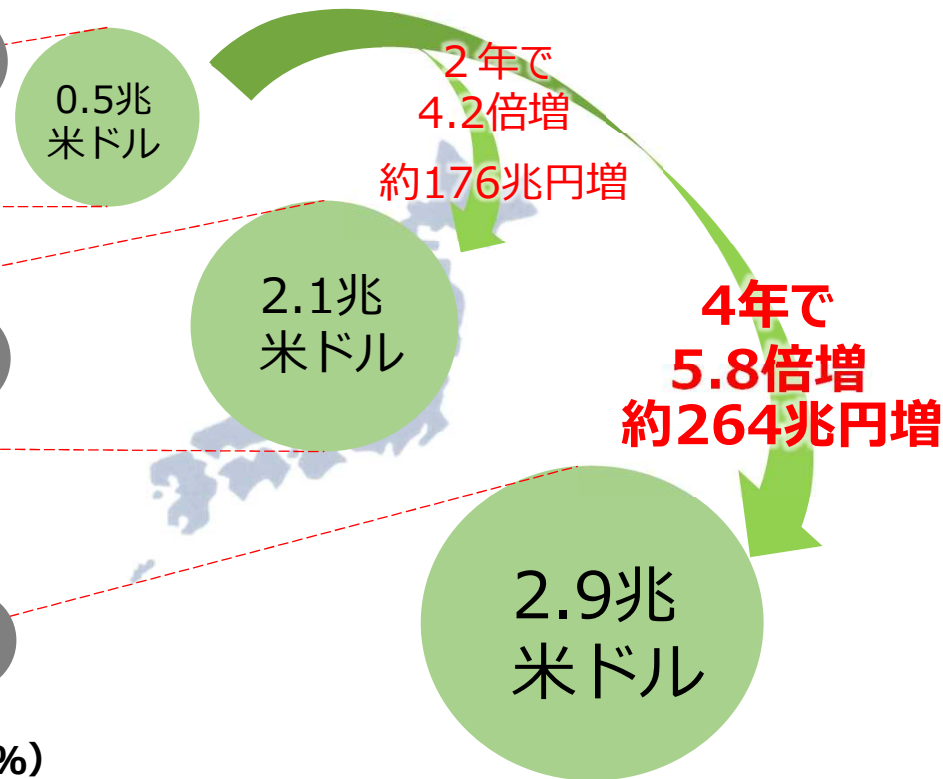 0.5兆
米ドル
2年で
4.2倍増
約176兆円増
2.1兆
米ドル
4年で
5.8倍増
約264兆円増
2.9兆
米ドル
%）